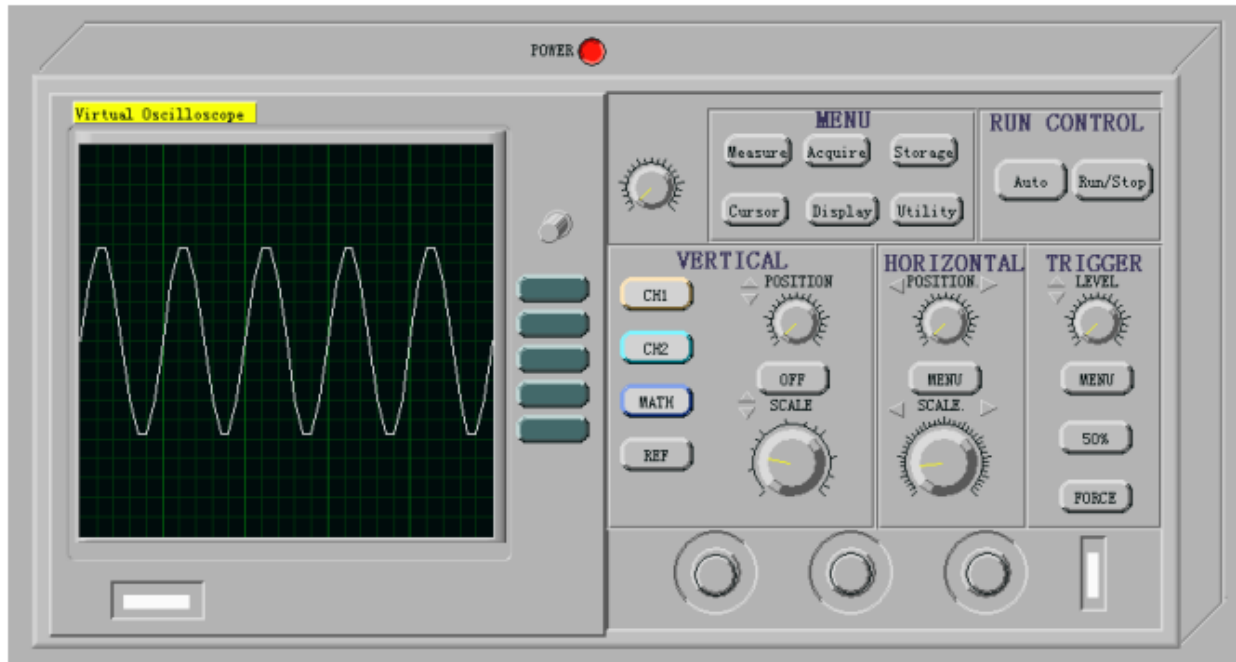 POWER
Virtual Oscilloscope
MENU
RUN CONTROL
Measure Acquire Storage
Auto Run/Stop
Cursor Display Utility
VERTICAL
HORIZONTAL
TRIGGER
POSITION
POSITION.
LEVEL
CH1
CH2
OFF
MENU
MENU
MATH
SCALE
SCALE.
50%
REF
FORCE